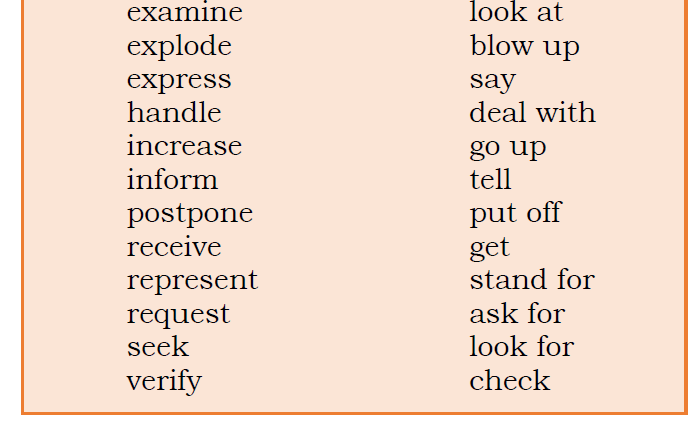 examine look at
explode blow up
express say
handle deal with
increase go up
inform tell
postpone put off
receive get
represent stand for
request ask for
seek look for
verify check